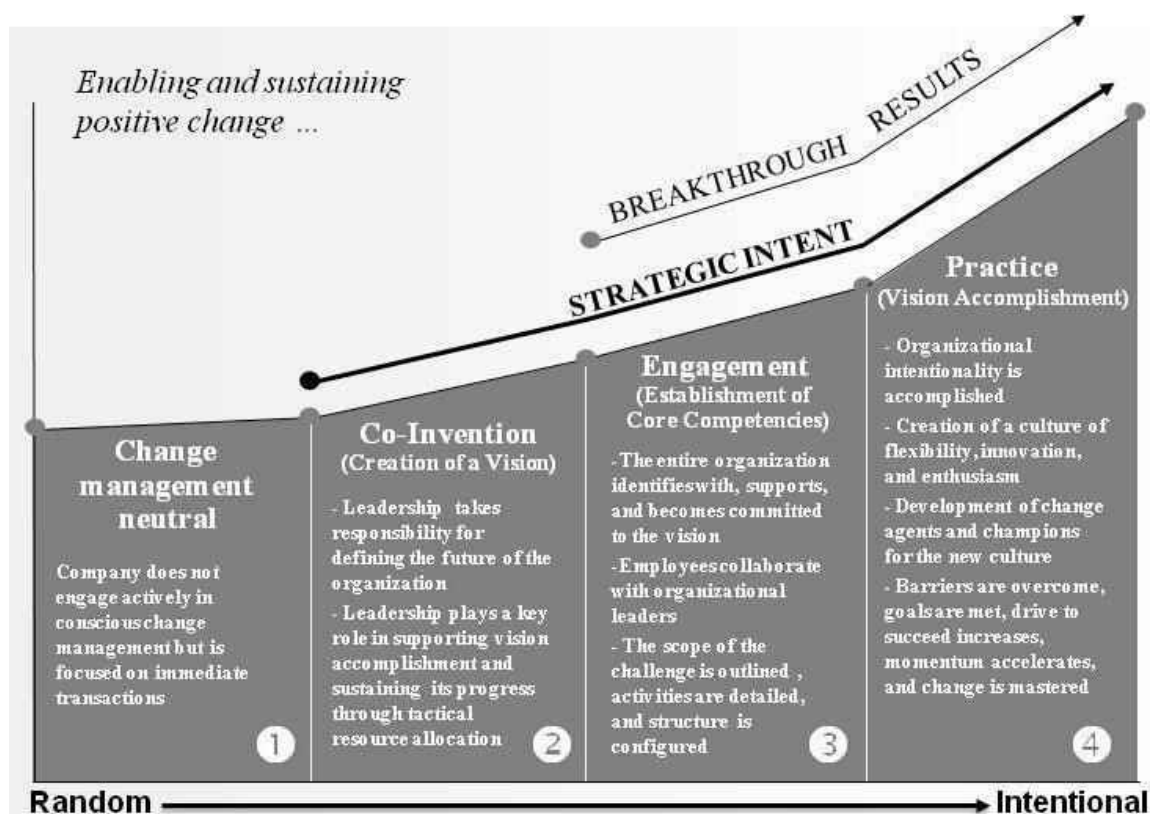 Enabling and sustaining
positive change ...
BREAKTHROUGH RESULTS
STRATEGIC INTENT
Change
management
neutral
Company does not
engage actively in
conscious change
management but is
focused on immediate
transactions
1
Co-Invention
(Creation of a Vision)
- Leadership takes
responsibility for
defining the future of the
organization
- Leadership plays a key
role in supporting vision
accomplishment and
sustaining its progress
through tactical
resource allocation
2
Engagement
(Establishment of
Core Competencies)
-The entire organization
identifies with, supports,
and becomes committed
to the vision
-Employees collaborate
with organizational
leaders
- The scope of the
challenge is outlined ,
activities are detailed,
and structure is
configured
3
Practice
(Vision Accomplishment)
- Organizational
intentionality is
accomplished
- Creation of a culture of
flexibility, innovation,
and enthusiasm
- Development of change
agents and champions
for the new culture
- Barriers are overcome,
goals are met, drive to
succeed increases,
momentum accelerates,
and change is mastered
4
Random
Intentional